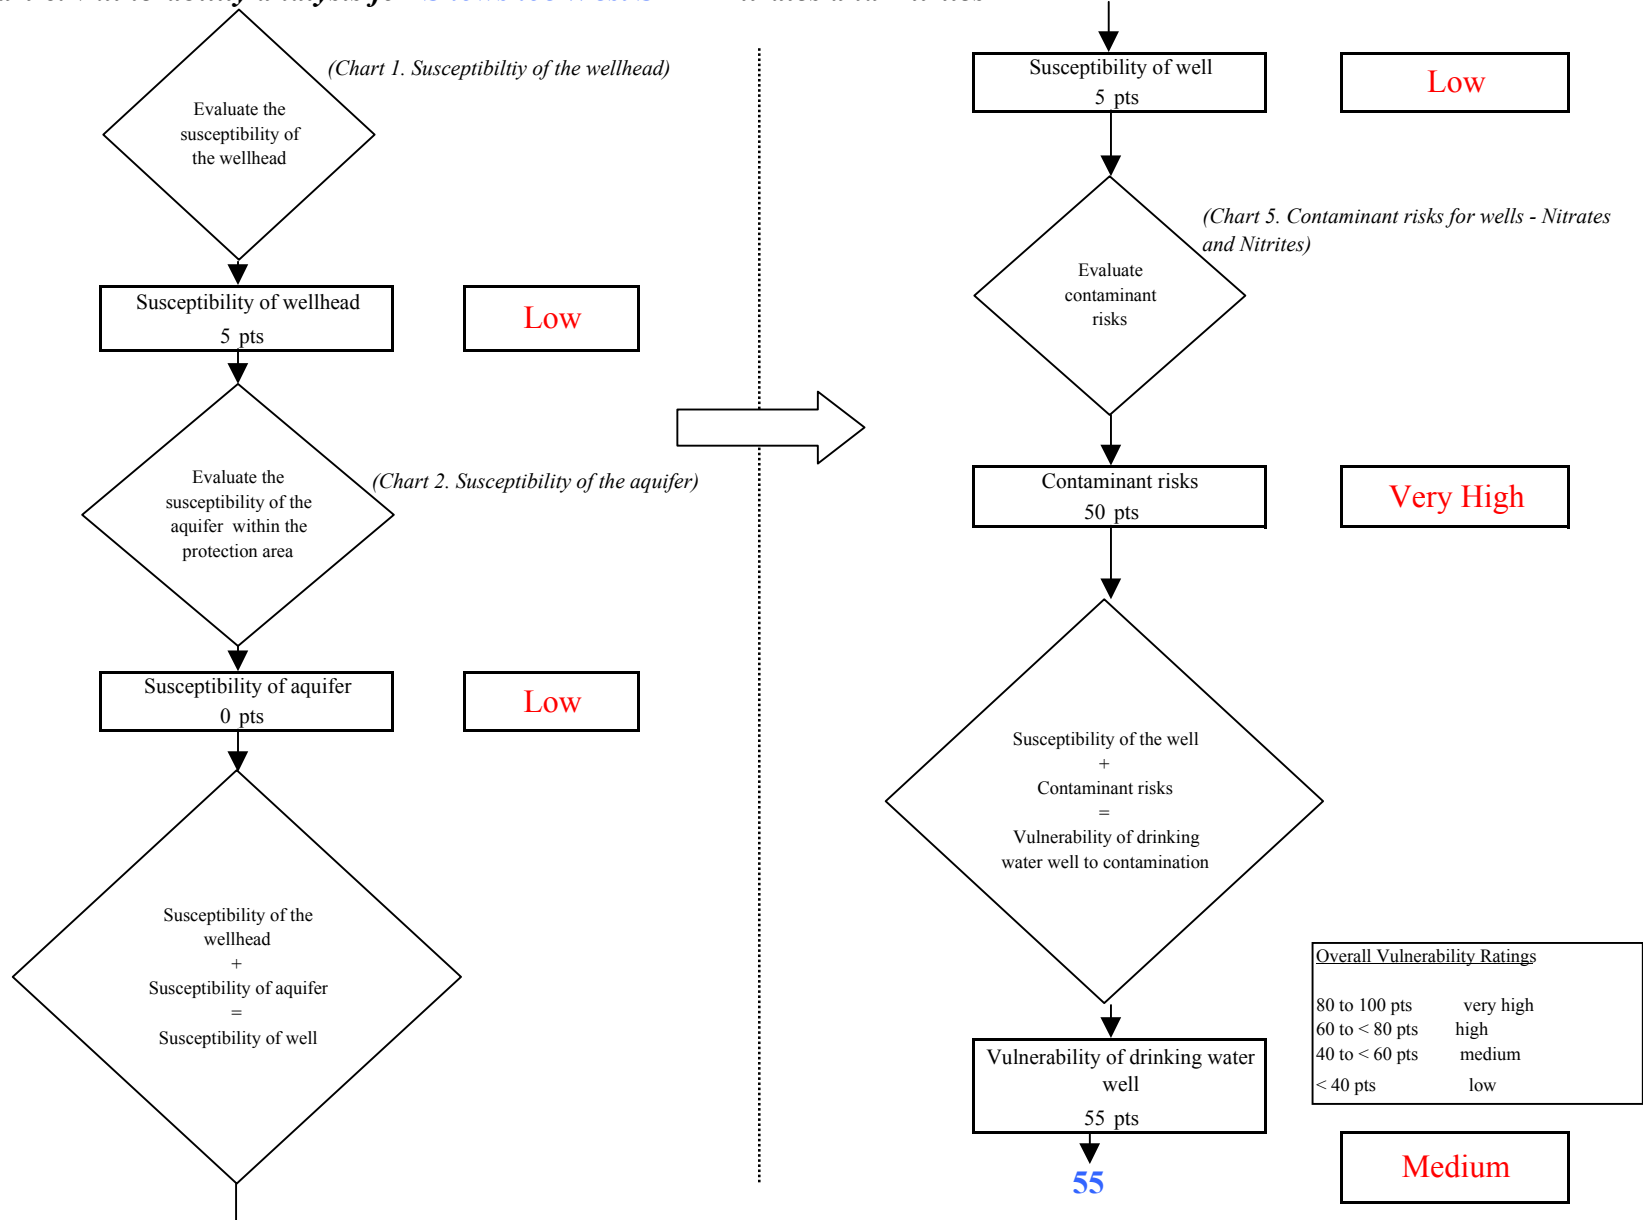 (Chart 1. Susceptibiltiy of the wellhead)
Evaluate the
susceptibility of
the wellhead
Susceptibility of wellhead
5 pts
Low
Evaluate the
susceptibility of the
aquifer within the
protection area
(Chart 2. Susceptibility of the aquifer)
Susceptibility of aquifer
0 pts
Low
Susceptibility of the
wellhead
+
Susceptibility of aquifer
=
Susceptibility of well
Susceptibility of well
5 pts
Low
(Chart 5. Contaminant risks for wells - Nitrates
and Nitrites)
Evaluate
contaminant
risks
Contaminant risks
50 pts
Very High
Susceptibility of the well
+
Contaminant risks
=
Vulnerability of drinking
water well to contamination
Overall Vulnerability Ratings
80 to 100 pts very high
60 to < 80 pts high
40 to < 60 pts medium
< 40 pts low
Vulnerability of drinking water
well
55 pts
55
Medium